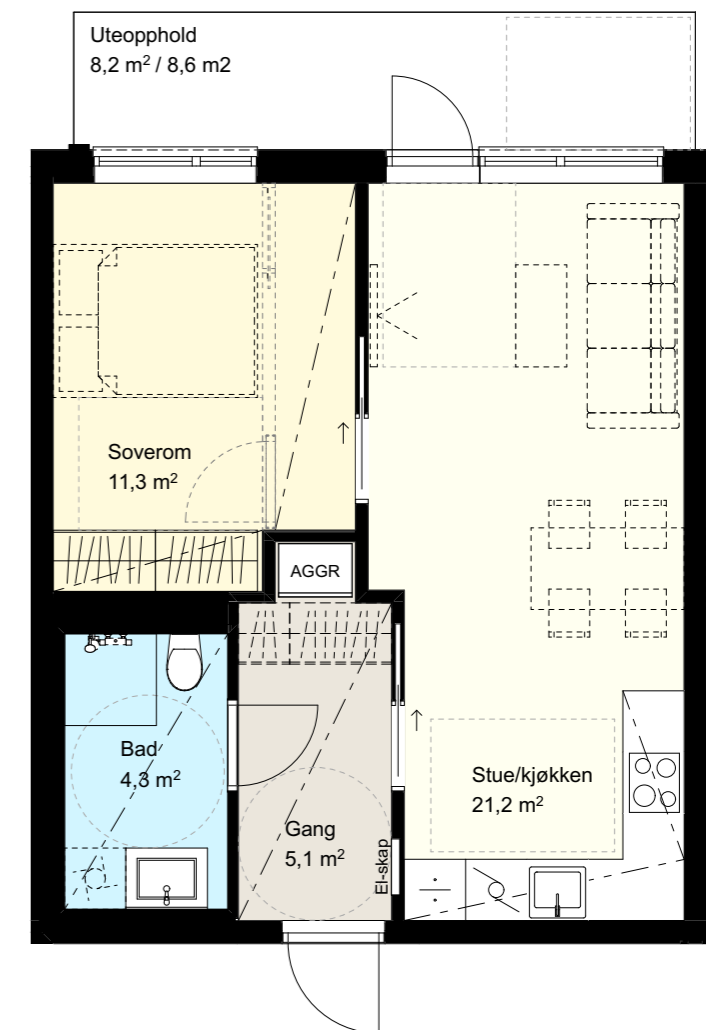 Uteopphold
8,2 m² / 8,6 m2
Soverom
11,3 m²
AGGR
Bad
4,3 m²
Gang
5,1 m²
El-skap
Stue/kjøkken
21,2 m²